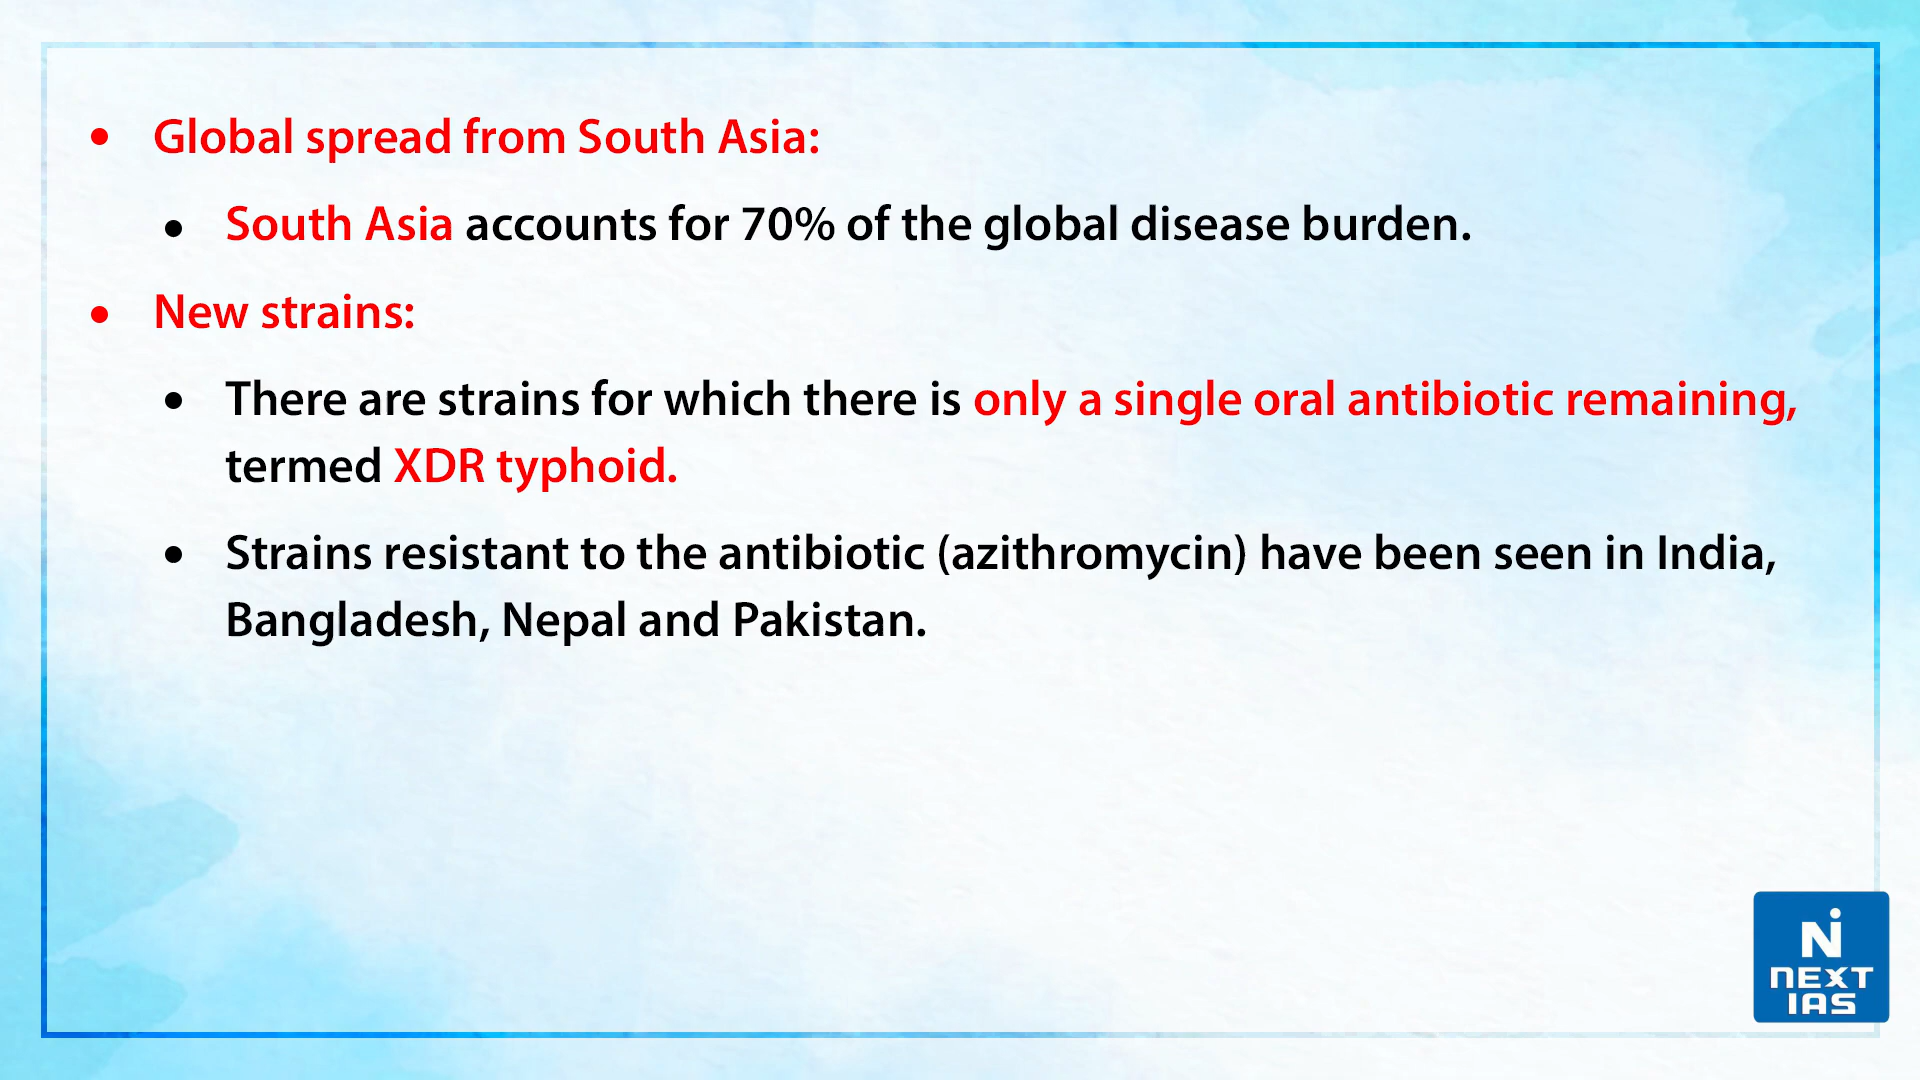 • Global spread from South Asia:
• South Asia accounts for 70% of the global disease burden.
• New strains:
• There are strains for which there is only a single oral antibiotic remaining,
termed XDR typhoid.
• Strains resistant to the antibiotic (azithromycin) have been seen in India,
Bangladesh, Nepal and Pakistan.
N
NEXT
IAS